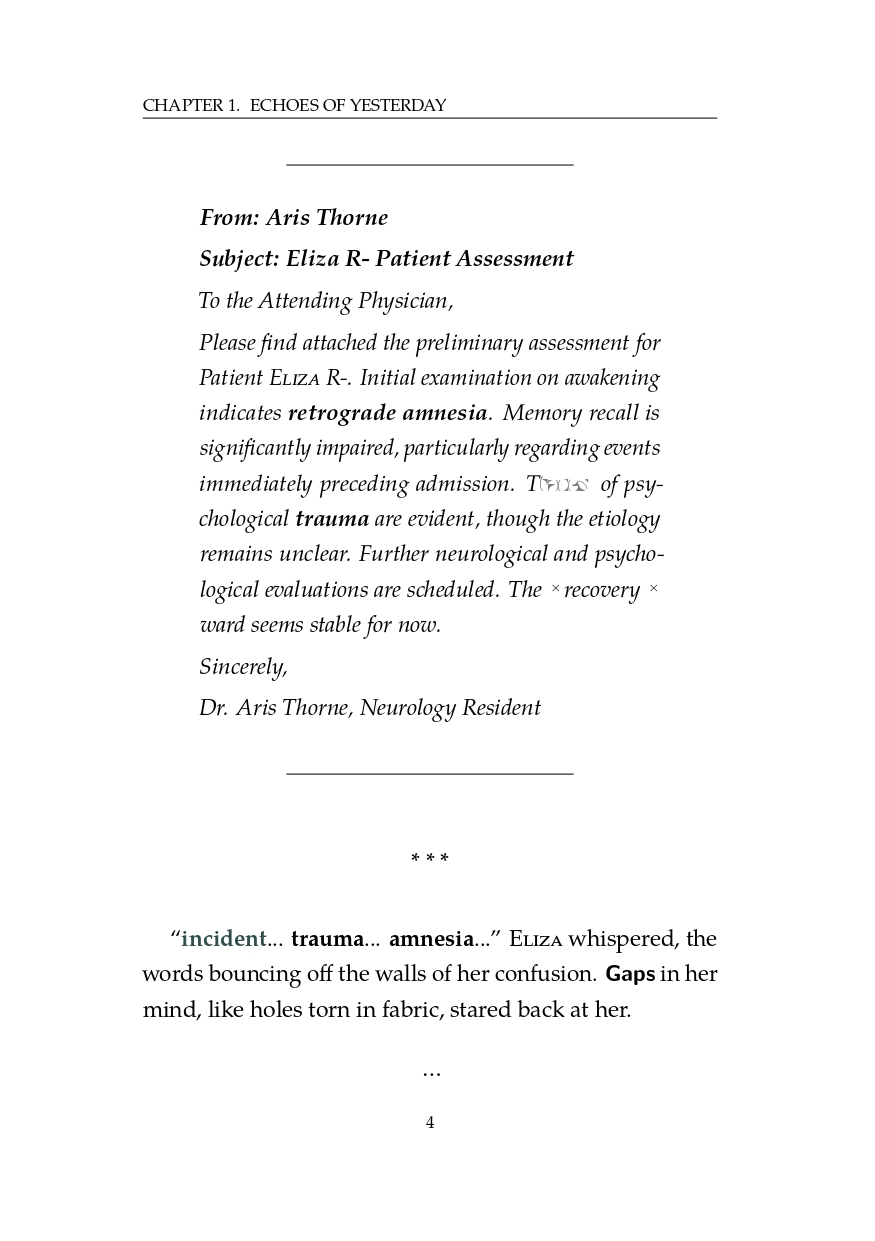 CHAPTER 1. ECHOES OF YESTERDAY
From: Aris Thorne
Subject: Eliza R- Patient Assessment
To the Attending Physician,
Please find attached the preliminary assessment for
Patient ELIZA R-. Initial examination on awakening
indicates retrograde amnesia. Memory recall is
significantly impaired, particularly regarding events
immediately preceding admission. of psy-
chological trauma are evident, though the etiology
remains unclear. Further neurological and psycho-
logical evaluations are scheduled. The × recovery ×
ward seems stable for now.
Sincerely,
Dr. Aris Thorne, Neurology Resident
* * *
“incident... trauma... amnesia...” ELIZA whispered, the
words bouncing off the walls of her confusion. Gaps in her
mind, like holes torn in fabric, stared back at her.
...
4